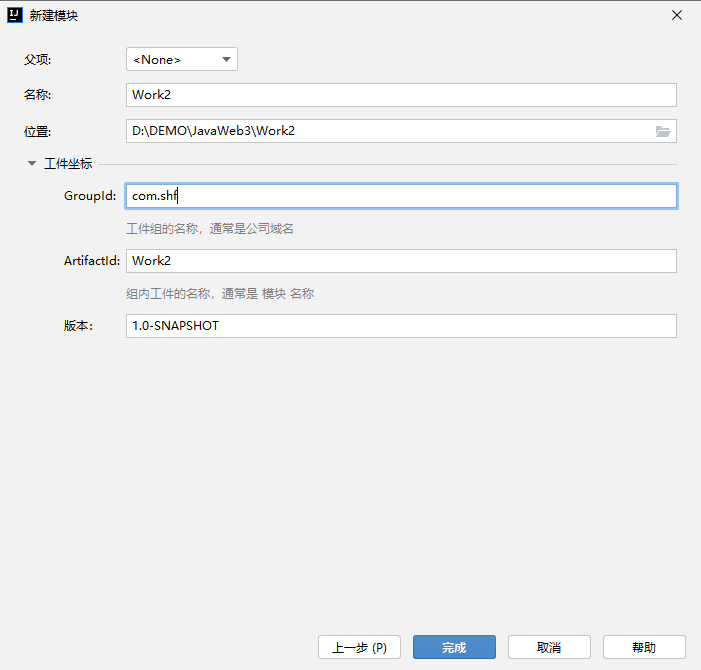 新建模块
父项: <None>
名称: Work2
位置: D:\DEMO\JavaWeb3\Work2
工件坐标
GroupId: com.shf
工件组的名称，通常是公司域名
ArtifactId: Work2
组内工件的名称，通常是 模块 名称
版本: 1.0-SNAPSHOT
上一步 (P) 完成 取消 帮助